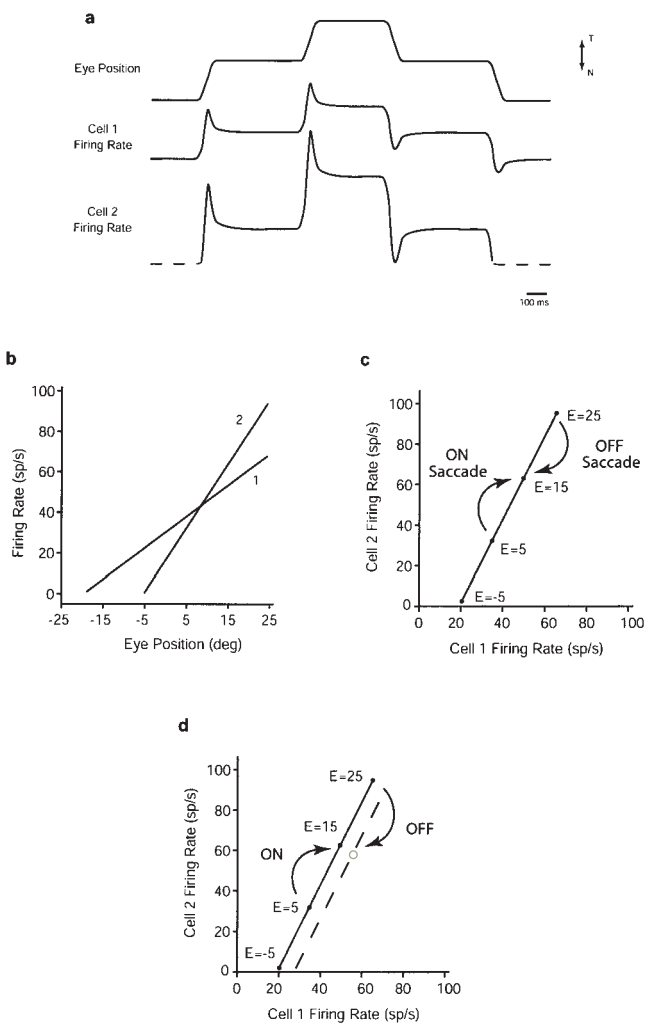 a
T
Eye Position
N
Cell 1
Firing Rate
Cell 2
Firing Rate
100 ms
b
100
80
60
40
20
0
Firing Rate (sp/s)
2
1
-25 -15 -5 5 15 25
Eye Position (deg)
c
100
80
60
40
20
0
Cell 2 Firing Rate (sp/s)
E=25
ON
Saccade
OFF
Saccade
E=15
E=5
E=-5
0 20 40 60 80 100
Cell 1 Firing Rate (sp/s)
d
100
80
60
40
20
0
Cell 2 Firing Rate (sp/s)
E=25
E=15
OFF
ON
E=5
E=-5
0 20 40 60 80 100
Cell 1 Firing Rate (sp/s)